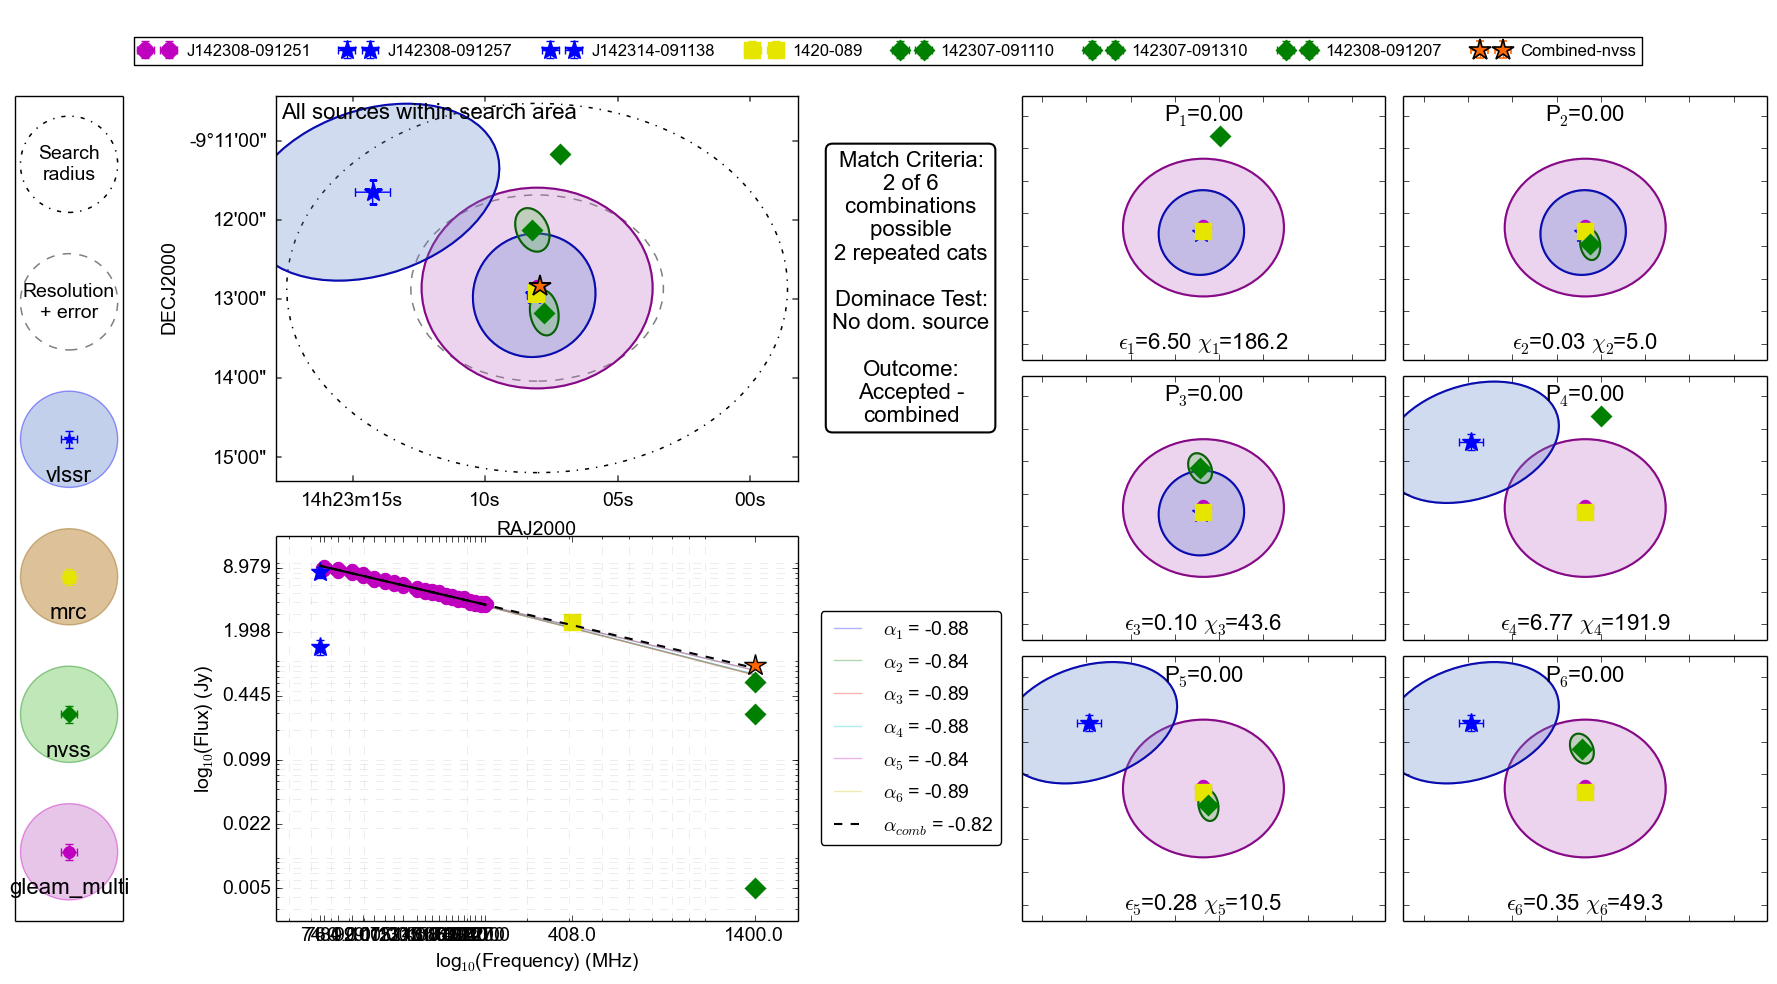 J142308-091251 J142308-091257 J142314-091138 1420-089 142307-091110 142307-091310 142308-091207 Combined-nvss
Search
radius
Resolution
+ error
vlssr
mrc
nvss
gleam_multi
All sources within search area
DECJ2000
-9°11'00"
12'00"
13'00"
14'00"
15'00"
14h23m15s 10s 05s 00s
RAJ2000
Match Criteria:
2 of 6
combinations
possible
2 repeated cats
Dominace Test:
No dom. source
Outcome:
Accepted -
combined
log10(Flux) (Jy)
8.979
1.998
0.445
0.099
0.022
0.005
408.0 1400.0
log10(Frequency) (MHz)
α1 = -0.88
α2 = -0.84
α3 = -0.89
α4 = -0.88
α5 = -0.84
α6 = -0.89
αcomb = -0.82
P1=0.00
ϵ1=6.50 χ1=186.2
P2=0.00
ϵ2=0.03 χ2=5.0
P3=0.00
ϵ3=0.10 χ3=43.6
P4=0.00
ϵ4=6.77 χ4=191.9
P5=0.00
ϵ5=0.28 χ5=10.5
P6=0.00
ϵ6=0.35 χ6=49.3